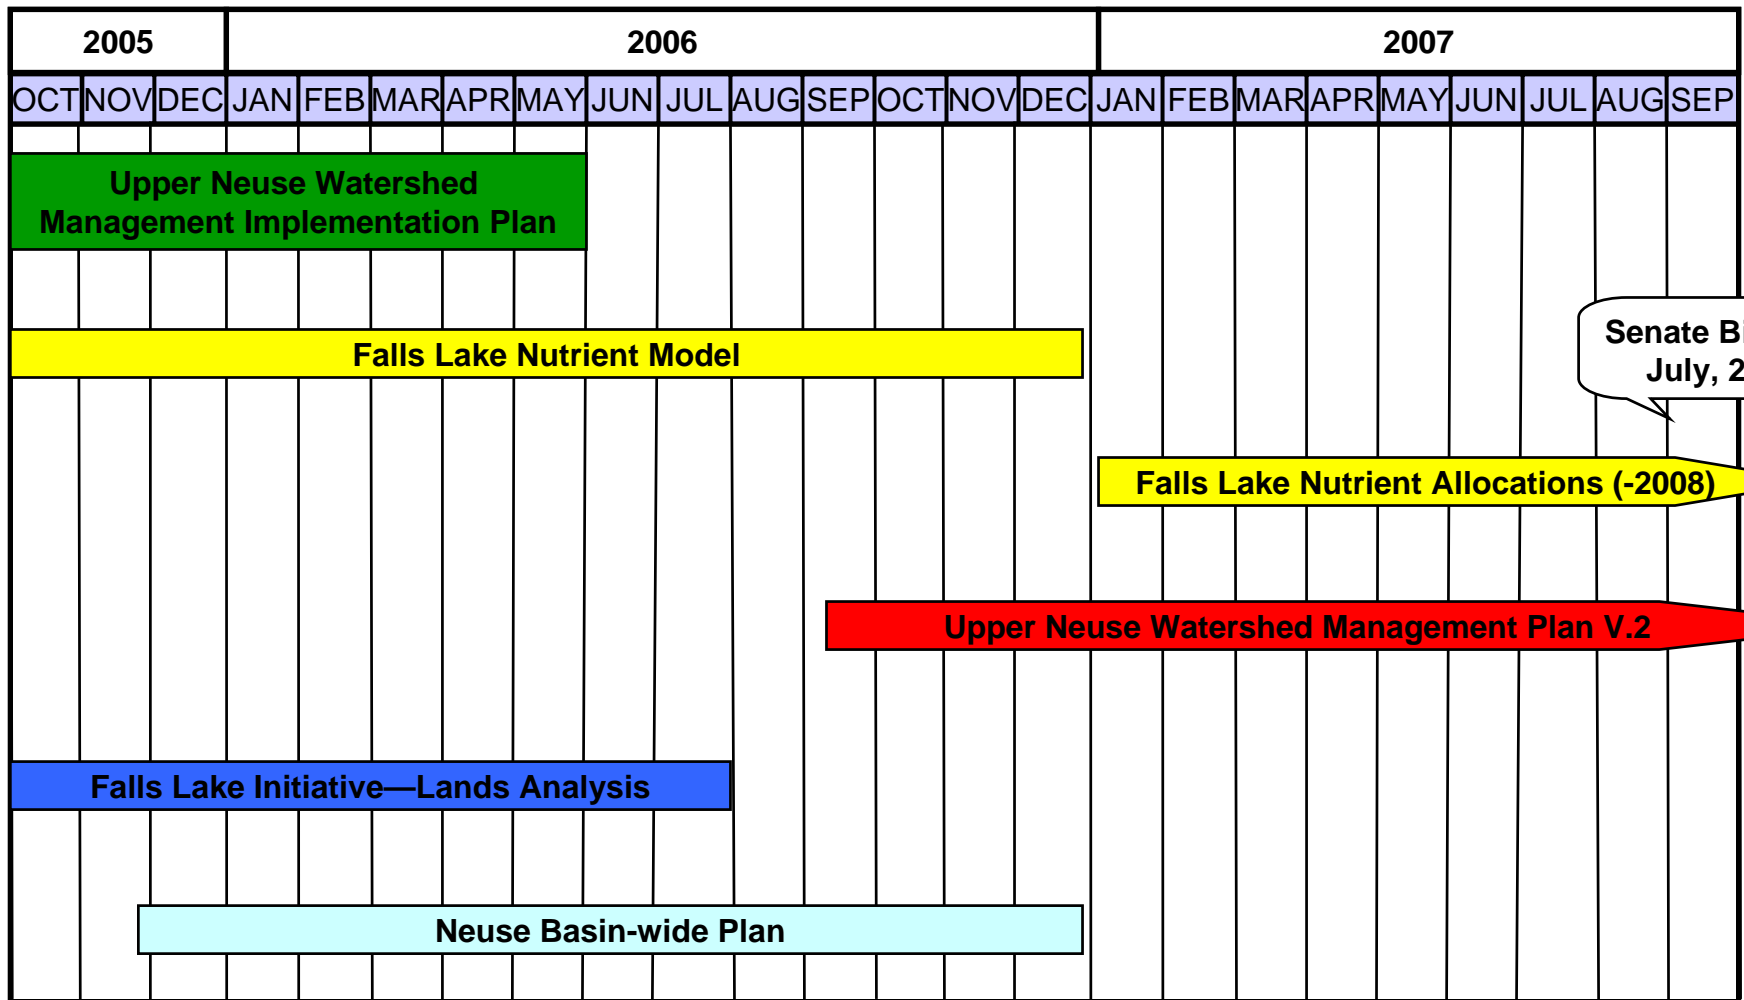 2005 2006 2007
OCT NOV DEC JAN FEB MAR APR MAY JUN JUL AUG SEP OCT NOV DEC JAN FEB MAR APR MAY JUN JUL AUG SEP
Upper Neuse Watershed
Management Implementation Plan
Senate
July,
Falls Lake Nutrient Model
Falls Lake Nutrient Allocations (-2008)
Upper Neuse Watershed Management Plan V.2
Falls Lake Initiative—Lands Analysis
Neuse Basin-wide Plan